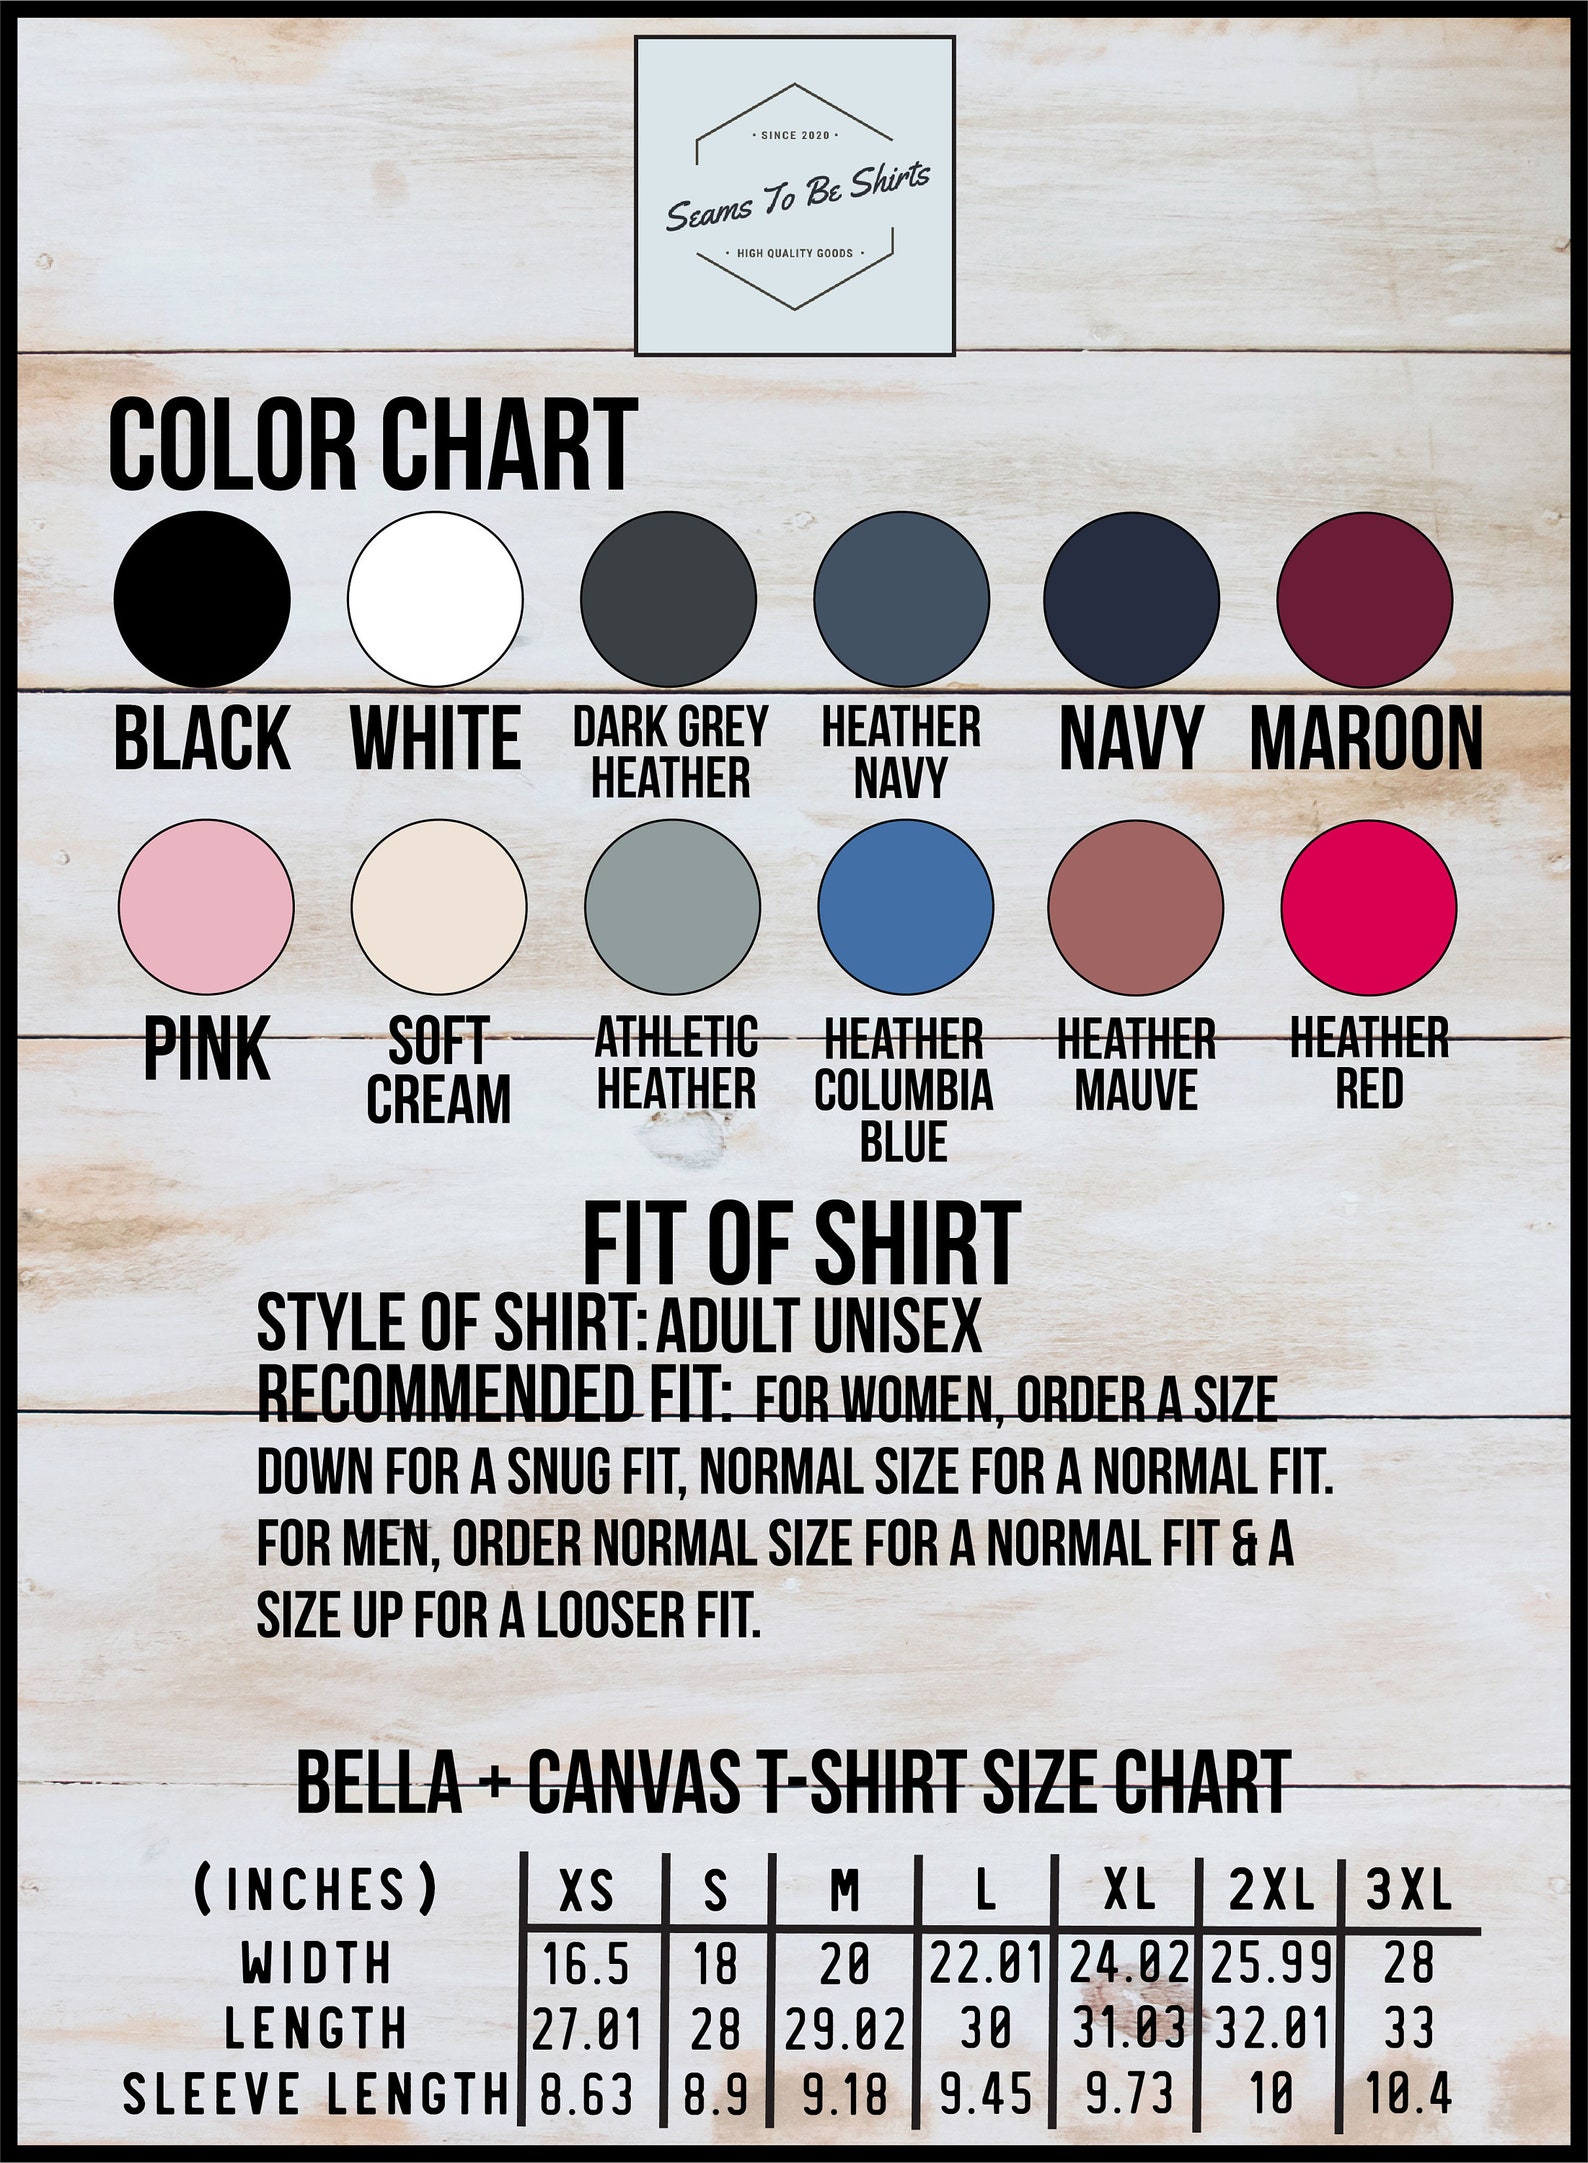 • SINCE 2020 •
Seams To Be Shirts
• HIGH QUALITY GOODS •
COLOR CHART
BLACK WHITE DARK GREY HEATHER HEATHER NAVY NAVY MAROON
PINK SOFT CREAM ATHLETIC HEATHER HEATHER COLUMBIA BLUE HEATHER MAUVE HEATHER RED
FIT OF SHIRT
STYLE OF SHIRT: ADULT UNISEX
RECOMMENDED FIT: FOR WOMEN, ORDER A SIZE
DOWN FOR A SNUG FIT, NORMAL SIZE FOR A NORMAL FIT.
FOR MEN, ORDER NORMAL SIZE FOR A NORMAL FIT & A
SIZE UP FOR A LOOSER FIT.
BELLA + CANVAS T-SHIRT SIZE CHART
(INCHES) XS S M L XL 2XL 3XL
WIDTH 16.5 18 20 22.01 24.02 25.99 28
LENGTH 27.01 28 29.02 30 31.03 32.01 33
SLEEVE LENGTH 8.63 8.9 9.18 9.45 9.73 10 10.4